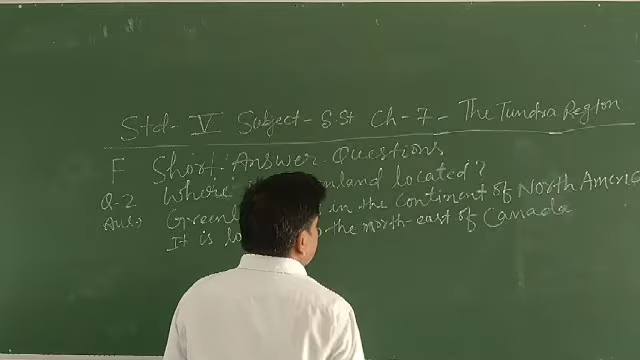 Std- V Subject- S.St Ch-7- The Tundra Region
F Short-Answer-Questions
Q-2 Where land located?
Ans> Greenl in the continent of North America
It is lo the north-east of Canada